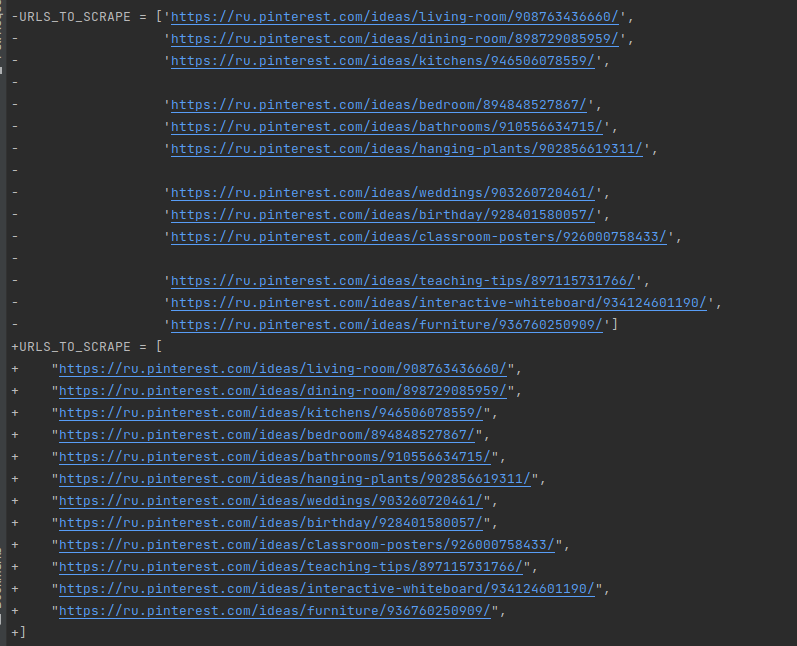 -URLS_TO_SCRAPE = ['https://ru.pinterest.com/ideas/living-room/908763436660/',
-                  'https://ru.pinterest.com/ideas/dining-room/898729085959/',
-                  'https://ru.pinterest.com/ideas/kitchens/946506078559/',
-
-                  'https://ru.pinterest.com/ideas/bedroom/894848527867/',
-                  'https://ru.pinterest.com/ideas/bathrooms/910556634715/',
-                  'https://ru.pinterest.com/ideas/hanging-plants/902856619311/',
-
-                  'https://ru.pinterest.com/ideas/weddings/903260720461/',
-                  'https://ru.pinterest.com/ideas/birthday/928401580057/',
-                  'https://ru.pinterest.com/ideas/classroom-posters/926000758433/',
-
-                  'https://ru.pinterest.com/ideas/teaching-tips/897115731766/',
-                  'https://ru.pinterest.com/ideas/interactive-whiteboard/934124601190/',
-                  'https://ru.pinterest.com/ideas/furniture/936760250909/']
+URLS_TO_SCRAPE = [
+    "https://ru.pinterest.com/ideas/living-room/908763436660/",
+    "https://ru.pinterest.com/ideas/dining-room/898729085959/",
+    "https://ru.pinterest.com/ideas/kitchens/946506078559/",
+    "https://ru.pinterest.com/ideas/bedroom/894848527867/",
+    "https://ru.pinterest.com/ideas/bathrooms/910556634715/",
+    "https://ru.pinterest.com/ideas/hanging-plants/902856619311/",
+    "https://ru.pinterest.com/ideas/weddings/903260720461/",
+    "https://ru.pinterest.com/ideas/birthday/928401580057/",
+    "https://ru.pinterest.com/ideas/classroom-posters/926000758433/",
+    "https://ru.pinterest.com/ideas/teaching-tips/897115731766/",
+    "https://ru.pinterest.com/ideas/interactive-whiteboard/934124601190/",
+    "https://ru.pinterest.com/ideas/furniture/936760250909/",
+]